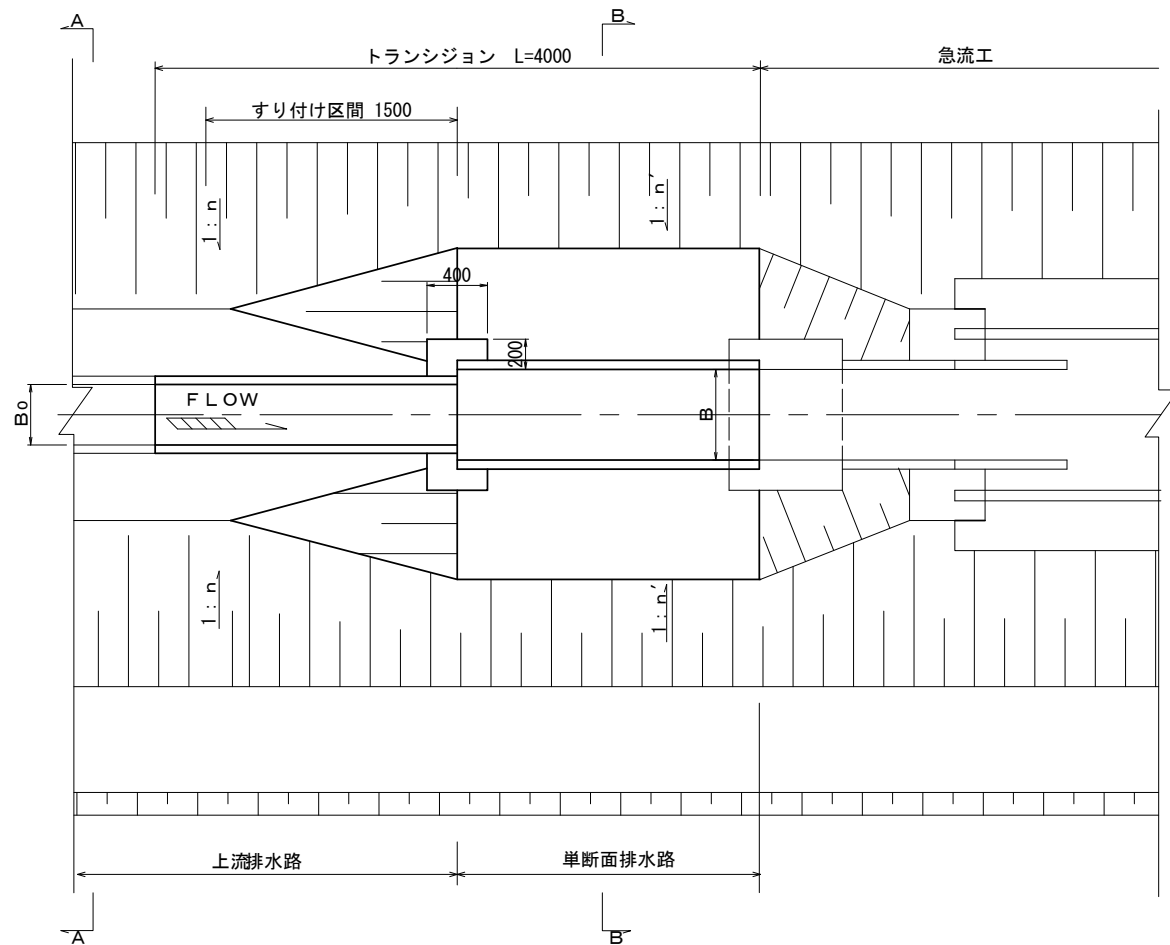 A
B
トランシジョン L=4000
急流工
すり付け区間 1500
1:n
1:n′
400
200
B0
FLOW
B
1:n
1:n′
上流排水路
単断面排水路
A
B